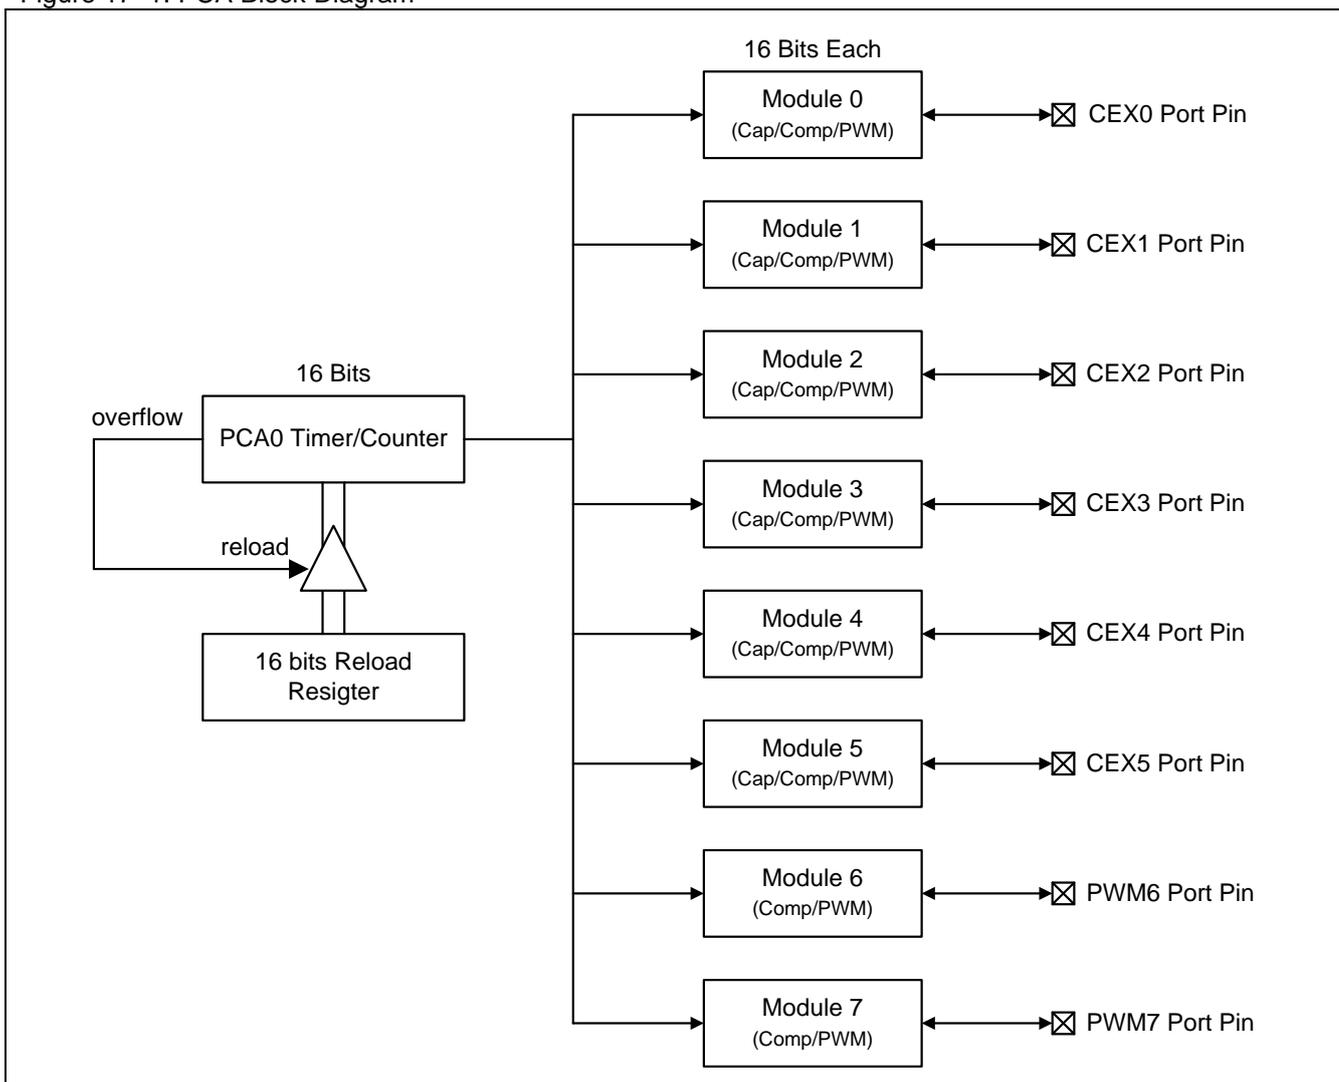 16 Bits Each
Module 0
(Cap/Comp/PWM)
CEX0 Port Pin
Module 1
(Cap/Comp/PWM)
CEX1 Port Pin
Module 2
(Cap/Comp/PWM)
CEX2 Port Pin
16 Bits
overflow
PCA0 Timer/Counter
Module 3
(Cap/Comp/PWM)
CEX3 Port Pin
reload
Module 4
(Cap/Comp/PWM)
CEX4 Port Pin
16 bits Reload
Resigter
Module 5
(Cap/Comp/PWM)
CEX5 Port Pin
Module 6
(Comp/PWM)
PWM6 Port Pin
Module 7
(Comp/PWM)
PWM7 Port Pin